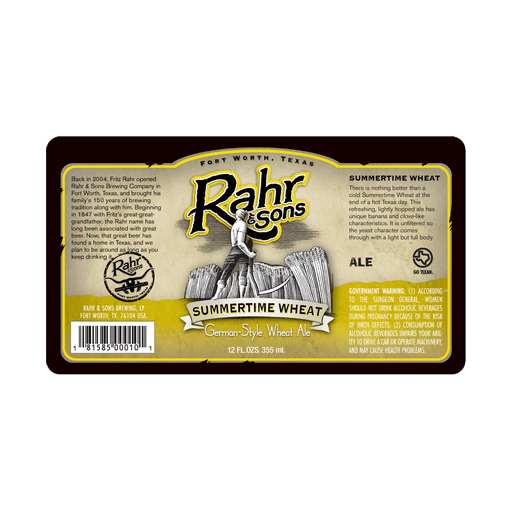 Back in 2004, Fritz Rahr opened
Rahr & Sons Brewing Company in
Fort Worth, Texas, and brought his
family's 150 years of brewing
tradition along with him. Beginning
in 1847 with Fritz's great-great-
grandfather, the Rahr name has
long been associated with great
beer. Now, that great beer has
found a home in Texas, and we
plan to be around as long as you
keep drinking it.
Rahr
& Sons
FORT WORTH
RAHR & SONS BREWING, LP
FORT WORTH, TX. 76104 USA.
1 81585 00010 1
FORT WORTH, TEXAS
Rahr
& Sons
SUMMERTIME WHEAT
German-Style Wheat Ale
12 FL.OZS. 355 ml.
SUMMERTIME WHEAT
There is nothing better than a
cold Summertime Wheat at the
end of a hot Texas day. This
refreshing, lightly hopped ale has
unique banana and clove-like
characteristics. It is unfiltered so
the yeast character comes
through with a light but full body.
ALE
GO TEXAN.
GOVERNMENT WARNING: (1) ACCORDING
TO THE SURGEON GENERAL, WOMEN
SHOULD NOT DRINK ALCOHOLIC BEVERAGES
DURING PREGNANCY BECAUSE OF THE RISK
OF BIRTH DEFECTS. (2) CONSUMPTION OF
ALCOHOLIC BEVERAGES IMPAIRS YOUR ABIL-
ITY TO DRIVE A CAR OR OPERATE MACHINERY,
AND MAY CAUSE HEALTH PROBLEMS.